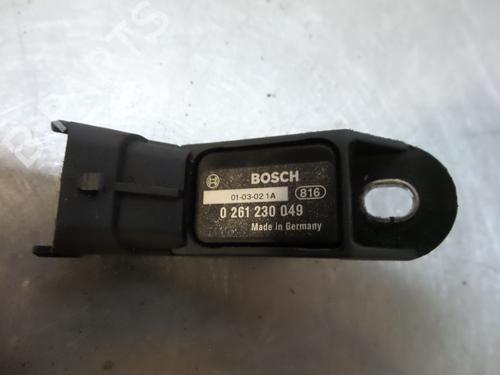 BOSCH
01-03-02 1A 816
0 261 230 049
Made in Germany